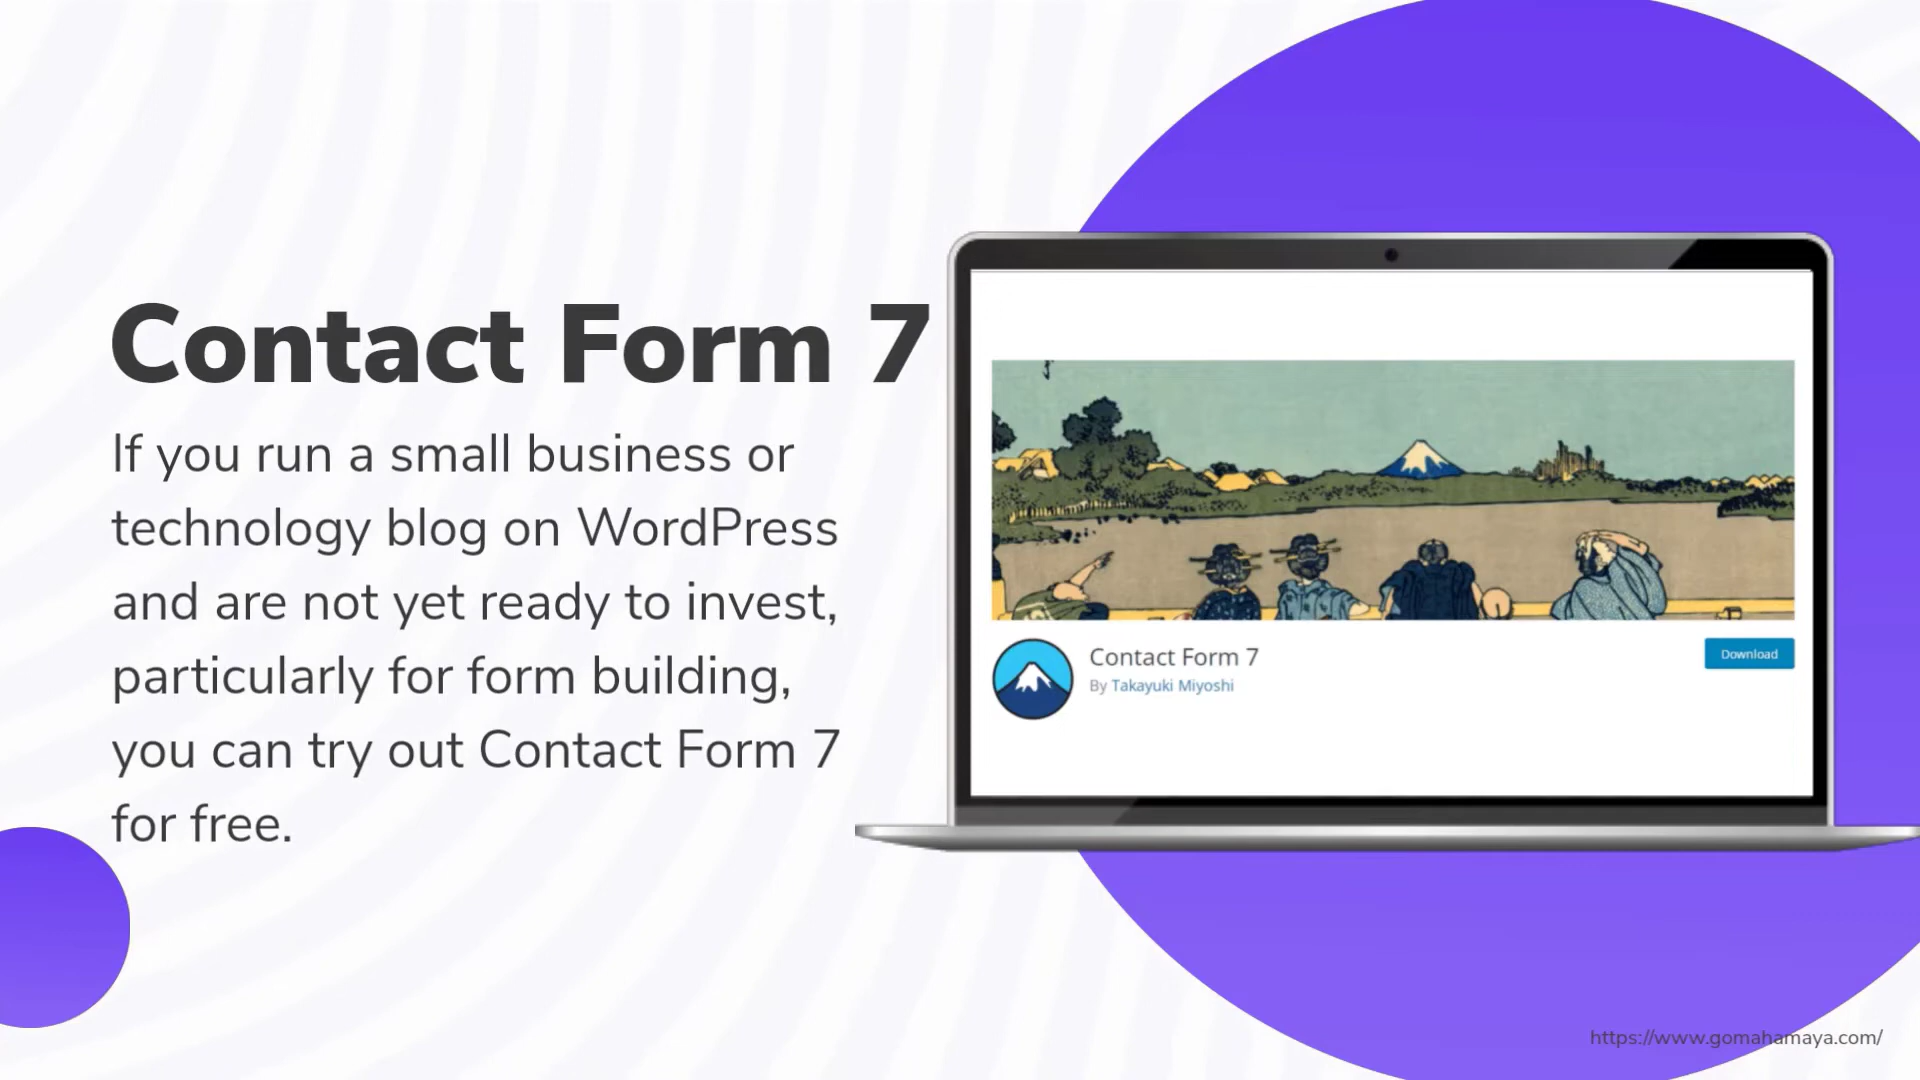 Contact Form 7
If you run a small business or
technology blog on WordPress
and are not yet ready to invest,
particularly for form building,
you can try out Contact Form 7
for free.
Contact Form 7
By Takayuki Miyoshi
Download
https://www.gomahamaya.com/